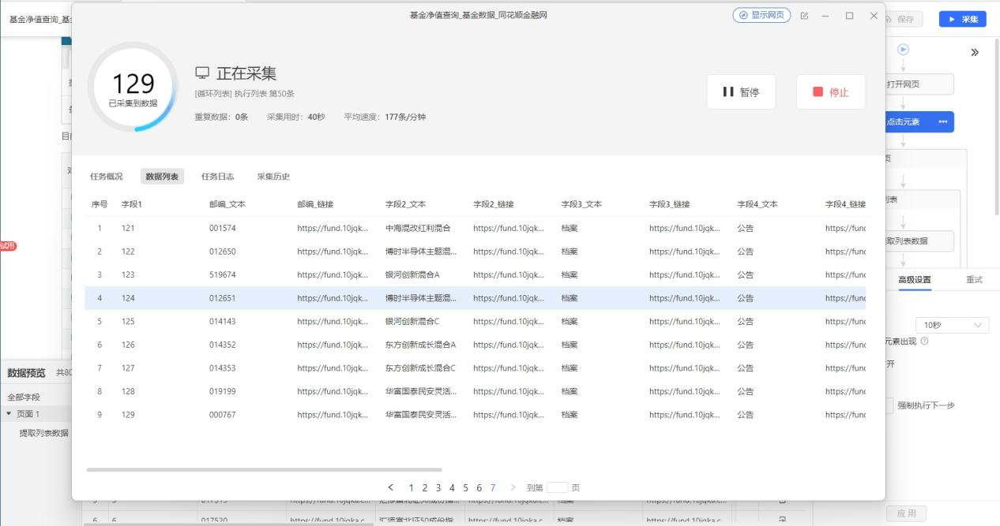 基金净值查询_基金数据_同花顺金融网
显示网页
基金净值查询_基
保存
采集
129
已采集到数据
正在采集
[循环列表] 执行列表 第50条
重复数据: 0条 采集用时: 40秒 平均速度: 177条/分钟
暂停
停止
打开网页
点击元素
页
列表
提取列表数据
任务概况 数据列表 任务日志 采集历史
序号 字段1 邮编_文本 邮编_链接 字段2_文本 字段2_链接 字段3_文本 字段3_链接 字段4_文本 字段4_链接
1 121 001574 https://fund.10jqk... 中海混改红利混合 https://fund.10jqk... 档案 https://fund.10jqk... 公告 https://func
2 122 012650 https://fund.10jqk... 博时半导体主题混... https://fund.10jqk... 档案 https://fund.10jqk... 公告 https://func
3 123 519674 https://fund.10jqk... 银河创新混合A https://fund.10jqk... 档案 https://fund.10jqk... 公告 https://func
4 124 012651 https://fund.10jqk... 博时半导体主题混... https://fund.10jqk... 档案 https://fund.10jqk... 公告 https://func
5 125 014143 https://fund.10jqk... 银河创新混合C https://fund.10jqk... 档案 https://fund.10jqk... 公告 https://func
6 126 014352 https://fund.10jqk... 东方创新成长混合A https://fund.10jqk... 档案 https://fund.10jqk... 公告 https://func
7 127 014353 https://fund.10jqk... 东方创新成长混合C https://fund.10jqk... 档案 https://fund.10jqk... 公告 https://func
8 128 019199 https://fund.10jqk... 华富国泰民安灵活... https://fund.10jqk... 档案 https://fund.10jqk... 公告 https://func
9 129 000767 https://fund.10jqk... 华富国泰民安灵活... https://fund.10jqk... 档案 https://fund.10jqk... 公告 https://func
1 2 3 4 5 6 7 到第 页
试用
高级设置 重试
10秒
元素出现
开
强制执行下一步
应用
数据预览 共80
全部字段
页面 1
提取列表数据
6 6 017520 https://fund.10jqka.c... 汇添富北证50成份指... https://fund.10jqka.c... 档案 https://fund.10jqka.c...